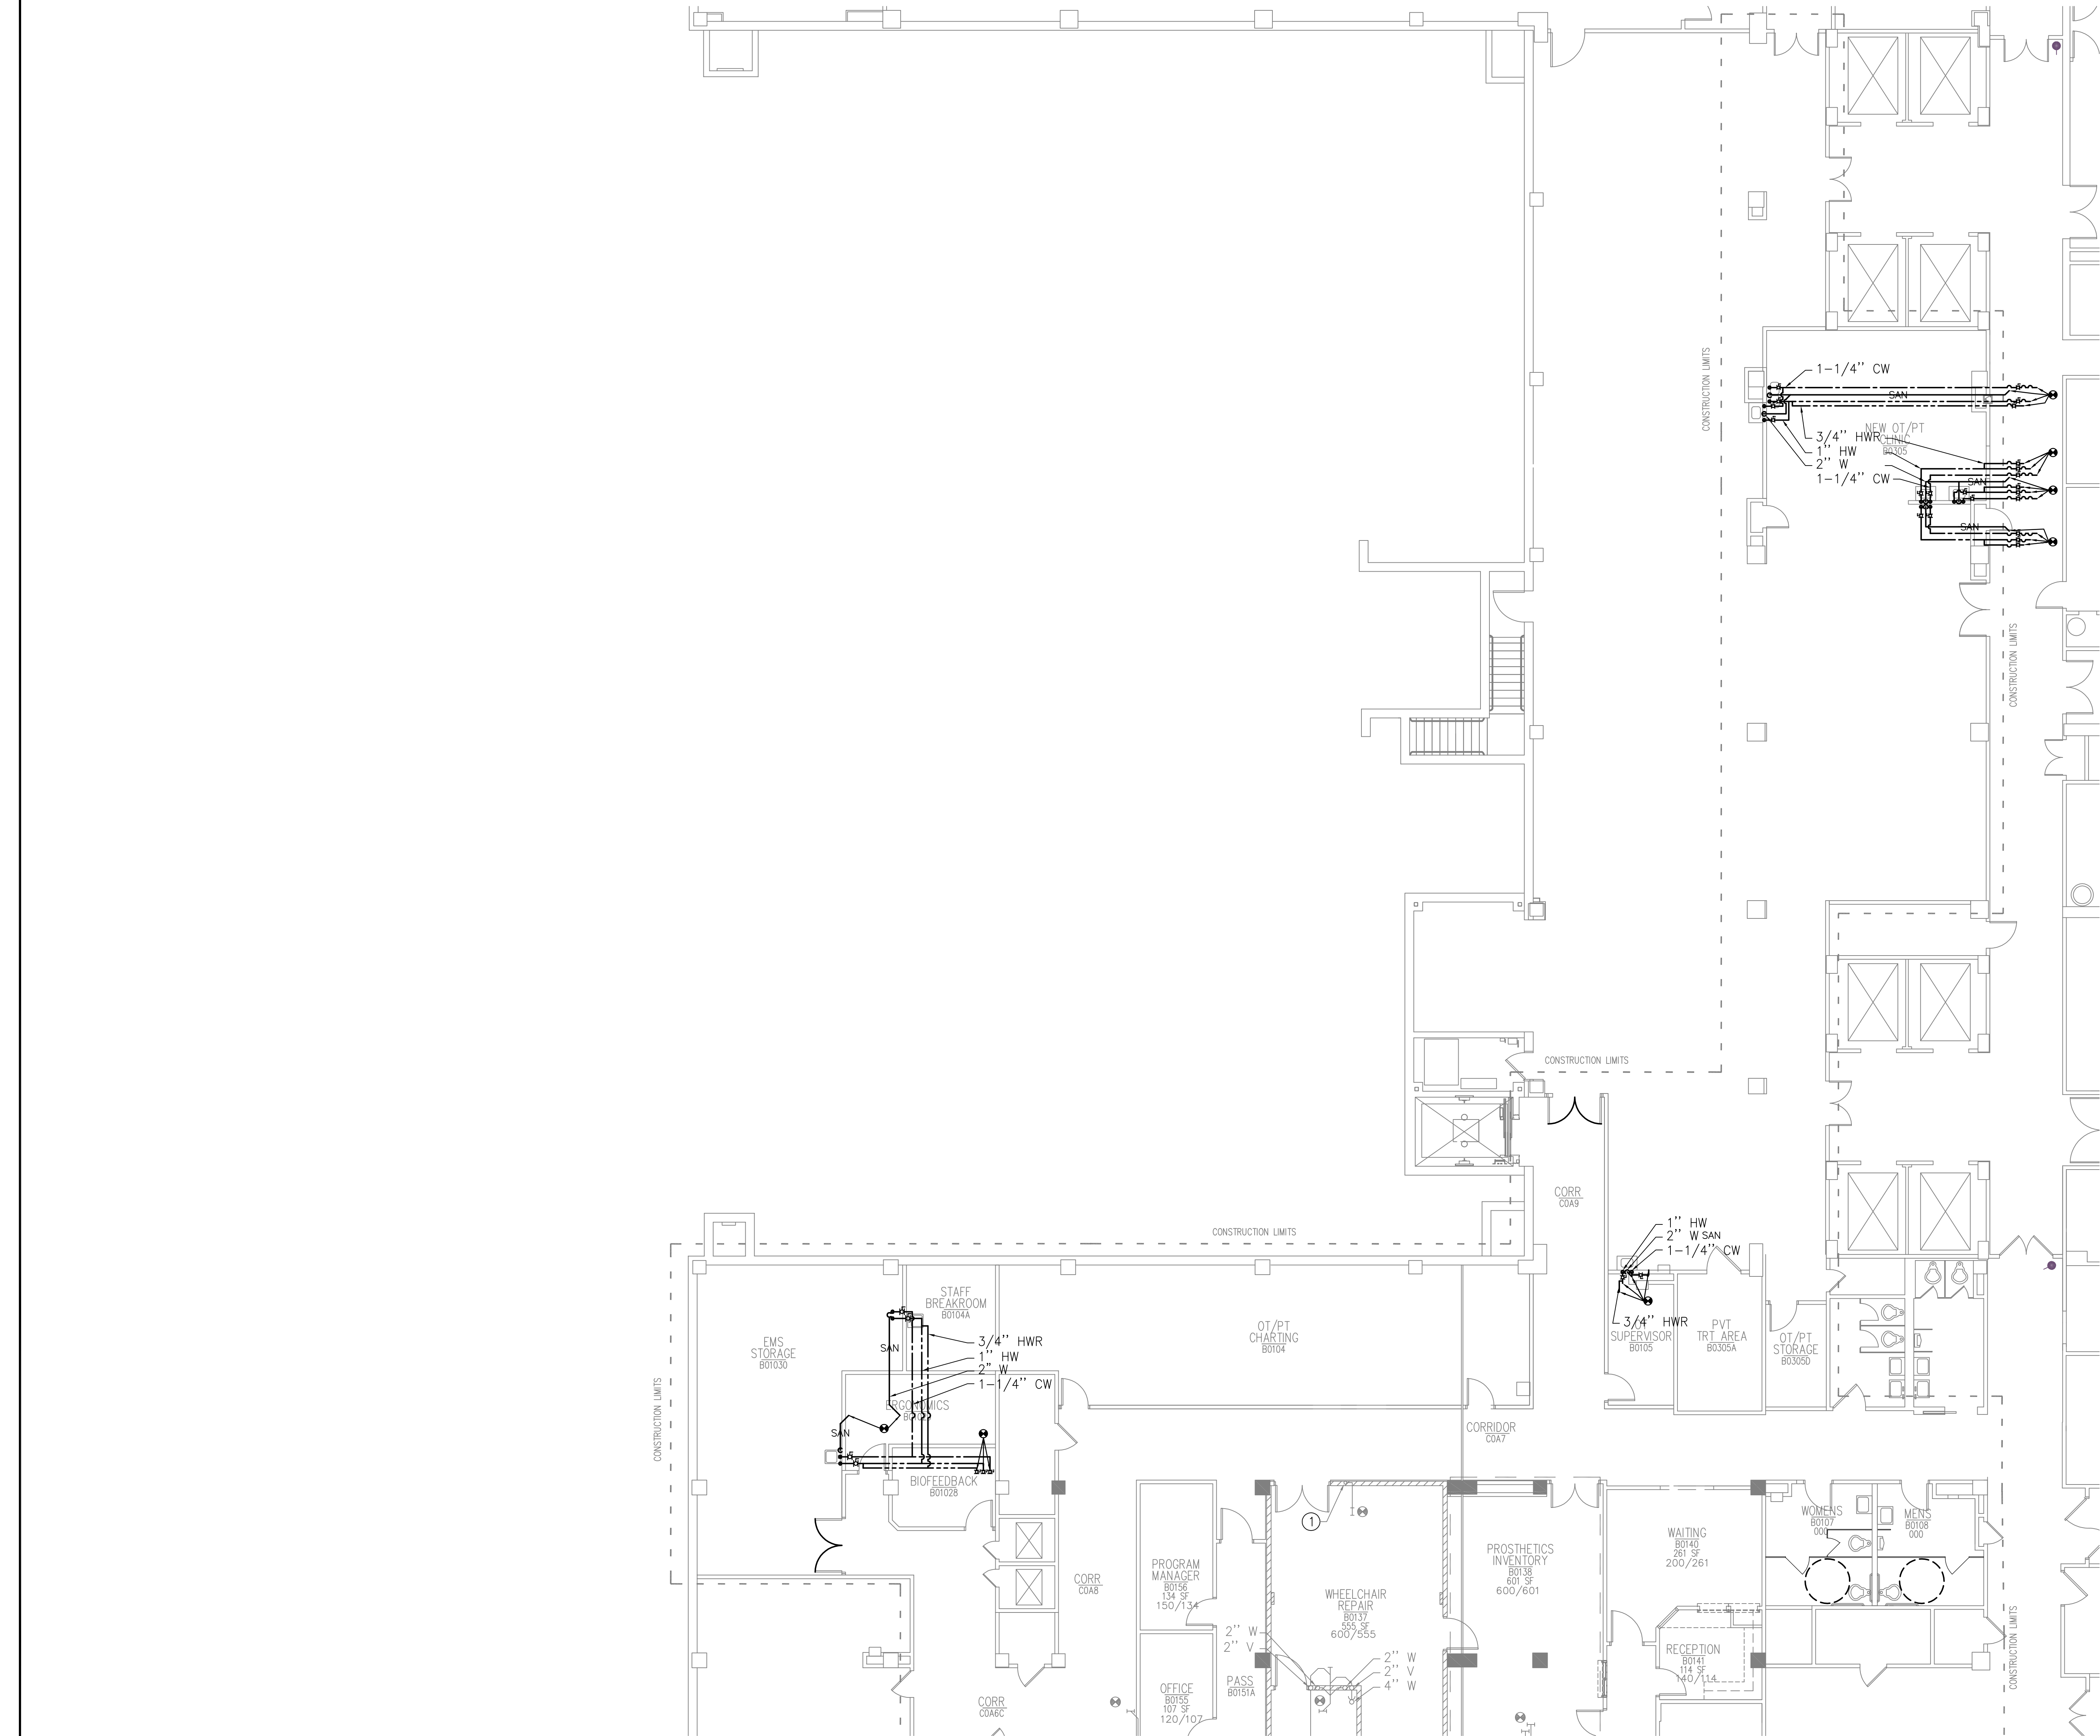 CONSTRUCTION LIMITS
1-1/4'' CW
SAN
NEW OT/PT
CLINIC
B0305
3/4'' HWR
1'' HW
2'' W
1-1/4'' CW
SAN
SAN
CONSTRUCTION LIMITS
CONSTRUCTION LIMITS
CORR
C0A9
CONSTRUCTION LIMITS
1'' HW
2'' W SAN
1-1/4'' CW
3/4'' HWR
SUPERVISOR
B0105
PVT
TRT AREA
B0305A
OT/PT
STORAGE
B0305D
STAFF
BREAKROOM
B0104A
EMS
STORAGE
B01030
SAN
3/4'' HWR
1'' HW
2" W
1-1/4'' CW
OT/PT
CHARTING
B0104
ERGONOMICS
SAN
CONSTRUCTION LIMITS
CORRIDOR
C0A7
BIOFEEDBACK
B01028
1
WOMENS
B0107
000
MENS
B0108
000
WAITING
B0140
261 SF
200/261
PROSTHETICS
INVENTORY
B0138
601 SF
600/601
PROGRAM
MANAGER
B0156
134 SF
150/134
CORR
C0A8
WHEELCHAIR
REPAIR
B0137
555 SF
600/555
2'' W
2'' V
2'' W
2'' V
4'' W
RECEPTION
B0141
114 SF
140/114
CONSTRUCTION LIMITS
PASS
B0151A
OFFICE
B0155
107 SF
120/107
CORR
C0A6C